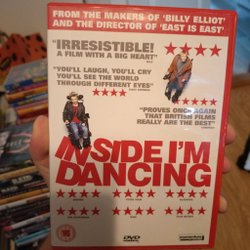 FROM THE MAKERS OF 'BILLY ELLIOT'
AND THE DIRECTOR OF 'EAST IS EAST'
"IRRESISTIBLE!
A FILM WITH A BIG HEART"
"YOU'LL LAUGH, YOU'LL CRY
YOU'LL SEE THE WORLD
THROUGH DIFFERENT EYES"
"PROVES ONCE AGAIN
THAT BRITISH FILMS
REALLY ARE THE BEST"
INSIDE I'M
DANCING
15
DVD